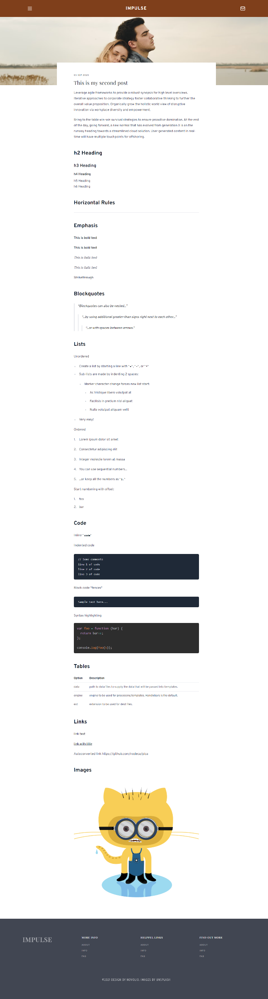 IMPULSE
03 SEP 2020
This is my second post
Leverage agile frameworks to provide a robust synopsis for high level overviews.
Iterative approaches to corporate strategy foster collaborative thinking to further the
overall value proposition. Organically grow the holistic world view of disruptive
innovation via workplace diversity and empowerment.
Bring to the table win-win survival strategies to ensure proactive domination. At the end
of the day, going forward, a new normal that has evolved from generation X is on the
runway heading towards a streamlined cloud solution. User generated content in real-
time will have multiple touchpoints for offshoring.
h2 Heading
h3 Heading
h4 Heading
h5 Heading
h6 Heading
Horizontal Rules
Emphasis
This is bold text
This is bold text
This is italic text
This is italic text
Strikethrough
Blockquotes
"Blockquotes can also be nested..."
"...by using additional greater-than signs right next to each other..."
"...or with spaces between arrows."
Lists
Unordered
Create a list by starting a line with `+`, `-`, or `*`
Sub-lists are made by indenting 2 spaces:
Marker character change forces new list start:
Ac tristique libero volutpat at
Facilisis in pretium nisl aliquet
Nulla volutpat aliquam velit
Very easy!
Ordered
1. Lorem ipsum dolor sit amet
2. Consectetur adipiscing elit
3. Integer molestie lorem at massa
4. You can use sequential numbers...
5. ...or keep all the numbers as `1.`
Start numbering with offset:
1. foo
2. bar
Code
Inline `code`
Indented code
// Some comments
line 1 of code
line 2 of code
line 3 of code
Block code "fences"
Sample text here...
Syntax highlighting
var foo = function (bar) {
return bar++;
};
console.log(foo(5));
Tables
Option Description
data path to data files to supply the data that will be passed into templates.
engine engine to be used for processing templates. Handlebars is the default.
ext extension to be used for dest files.
Links
link text
link with title
Autoconverted link https://github.com/nodeca/pica
Images
IMPULSE
MORE INFO
ABOUT
INFO
FAQ
HELPFUL LINKS
ABOUT
INFO
FAQ
FIND OUT MORE
ABOUT
INFO
FAQ
©2021 DESIGN BY NOVOLIO. IMAGES BY UNSPLASH